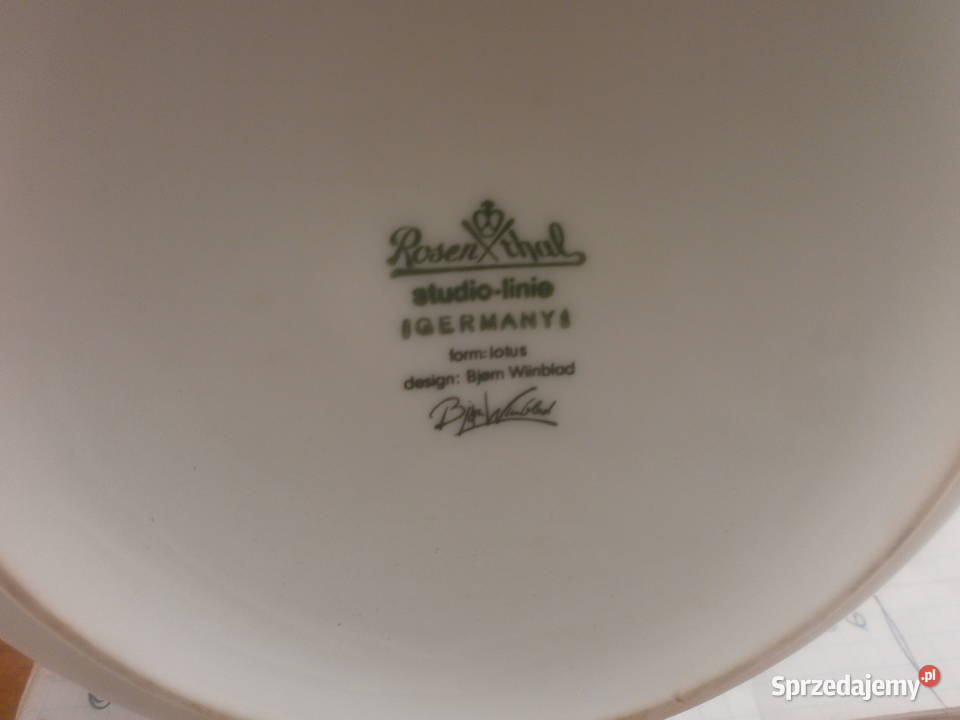 Rosenthal
studio-linie
GERMANY
form: lotus
design: Bjørn Wiinblad
Bjørn Wiinblad
Sprzedajemy.pl